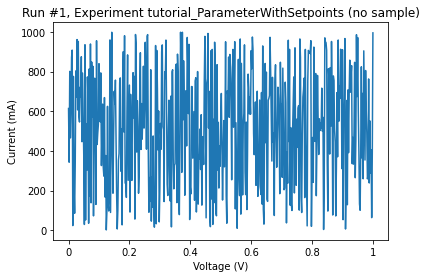 Run #1, Experiment tutorial_ParameterWithSetpoints (no sample)
1000
800
600
400
200
0
Current (mA)
0 0.2 0.4 0.6 0.8 1
Voltage (V)